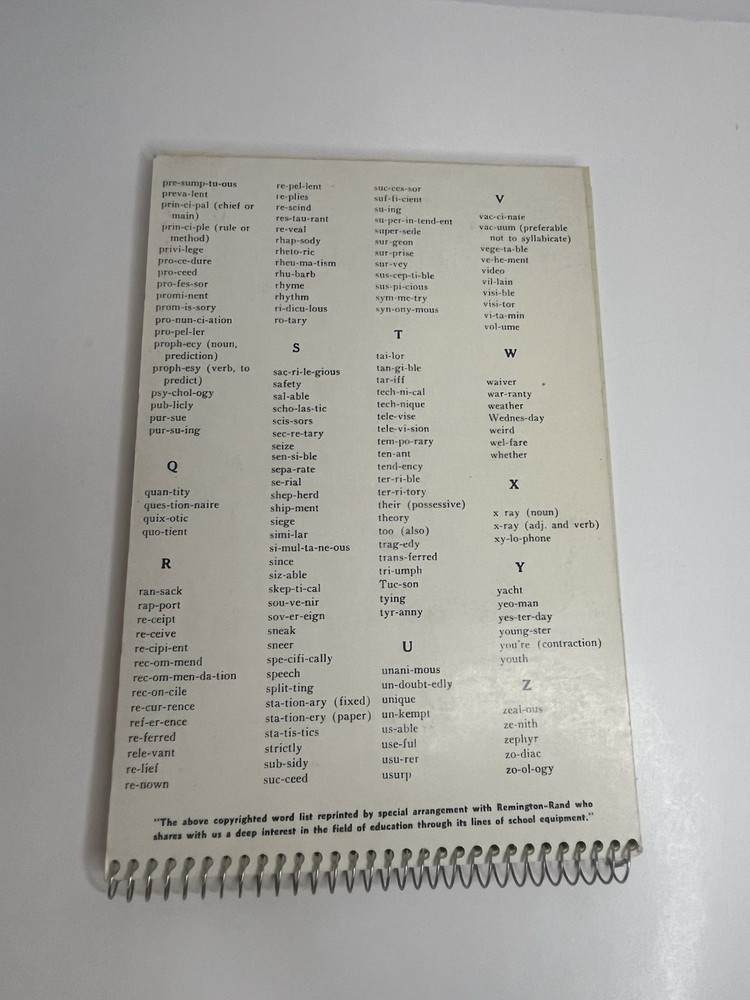 pre-sump-tu-ous
preva-lent
prin-ci-pal (chief or
main)
prin-ci-ple (rule or
method)
privi-lege
pro-ce-dure
pro-ceed
pro-fes-sor
promi-nent
prom-is-sory
pro-nun-ci-ation
pro-pel-ler
proph-ecy (noun,
prediction)
proph-esy (verb, to
predict)
psy-chol-ogy
pub-licly
pur-sue
pur-su-ing
Q
quan-tity
ques-tion-naire
quix-otic
quo-tient
R
ran-sack
rap-port
re-ceipt
re-ceive
re-cipi-ent
rec-om-mend
rec-om-men-da-tion
rec-on-cile
re-cur-rence
ref-er-ence
re-ferred
rele-vant
re-lief
re-nown
re-pel-lent
re-plies
re-scind
res-tau-rant
re-veal
rhap-sody
rheto-ric
rheu-ma-tism
rhu-barb
rhyme
rhythm
ri-dicu-lous
ro-tary
S
sac-ri-le-gious
safety
sal-able
scho-las-tic
scis-sors
sec-re-tary
seize
sen-si-ble
sepa-rate
se-rial
shep-herd
ship-ment
siege
simi-lar
si-mul-ta-ne-ous
since
siz-able
skep-ti-cal
sou-ve-nir
sov-er-eign
sneak
sneer
spe-cifi-cally
speech
split-ting
sta-tion-ary (fixed)
sta-tion-ery (paper)
sta-tis-tics
strictly
sub-sidy
suc-ceed
suc-ces-sor
suf-fi-cient
su-ing
su-per-in-tend-ent
super-sede
sur-geon
sur-prise
sur-vey
sus-cep-ti-ble
sus-pi-cious
sym-me-try
syn-ony-mous
T
tai-lor
tan-gi-ble
tar-iff
tech-ni-cal
tech-nique
tele-vise
tele-vi-sion
tem-po-rary
ten-ant
tend-ency
ter-ri-ble
ter-ri-tory
their (possessive)
theory
too (also)
trag-edy
trans-ferred
tri-umph
Tuc-son
tying
tyr-anny
U
unani-mous
un-doubt-edly
unique
un-kempt
us-able
use-ful
usu-rer
usurp
V
vac-ci-nate
vac-uum (preferable
not to syllabicate)
vege-ta-ble
ve-he-ment
video
vil-lain
visi-ble
visi-tor
vi-ta-min
vol-ume
W
waiver
war-ranty
weather
Wednes-day
weird
wel-fare
whether
X
x ray (noun)
x-ray (adj. and verb)
xy-lo-phone
Y
yacht
yeo-man
yes-ter-day
young-ster
you're (contraction)
youth
Z
zeal-ous
ze-nith
zephyr
zo-diac
zo-ol-ogy
"The above copyrighted word list reprinted by special arrangement with Remington-Rand who
shares with us a deep interest in the field of education through its lines of school equipment."